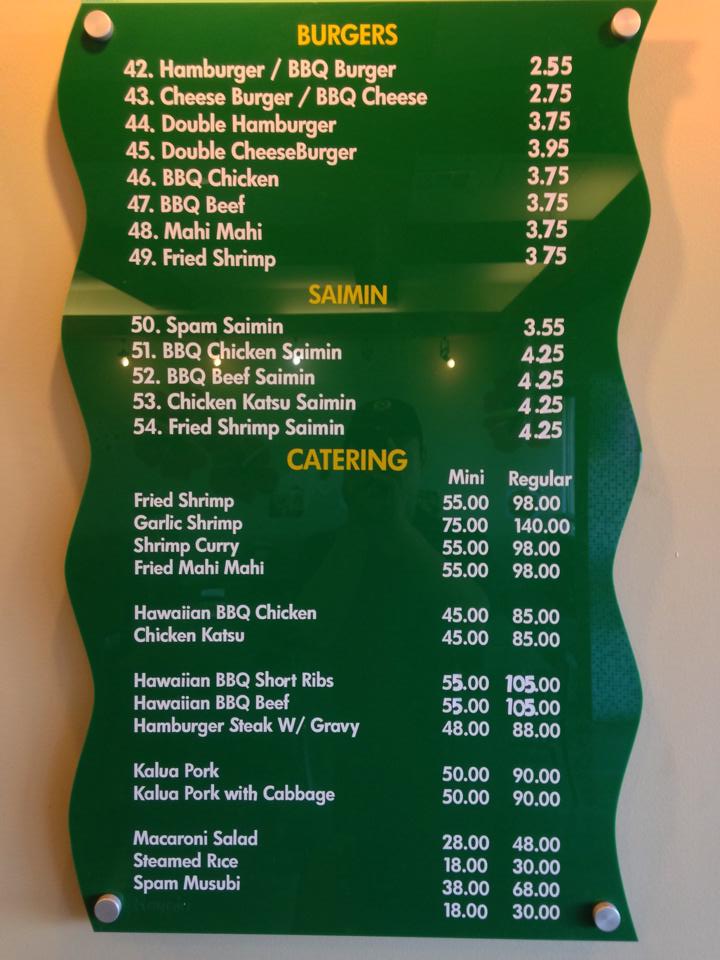 BURGERS
42. Hamburger / BBQ Burger 2.55
43. Cheese Burger / BBQ Cheese 2.75
44. Double Hamburger 3.75
45. Double CheeseBurger 3.95
46. BBQ Chicken 3.75
47. BBQ Beef 3.75
48. Mahi Mahi 3.75
49. Fried Shrimp 3 75
SAIMIN
50. Spam Saimin 3.55
51. BBQ Chicken Saimin 4.25
52. BBQ Beef Saimin 4.25
53. Chicken Katsu Saimin 4.25
54. Fried Shrimp Saimin 4.25
CATERING
Mini Regular
Fried Shrimp 55.00 98.00
Garlic Shrimp 75.00 140.00
Shrimp Curry 55.00 98.00
Fried Mahi Mahi 55.00 98.00
Hawaiian BBQ Chicken 45.00 85.00
Chicken Katsu 45.00 85.00
Hawaiian BBQ Short Ribs 55.00 105.00
Hawaiian BBQ Beef 55.00 105.00
Hamburger Steak W/ Gravy 48.00 88.00
Kalua Pork 50.00 90.00
Kalua Pork with Cabbage 50.00 90.00
Macaroni Salad 28.00 48.00
Steamed Rice 18.00 30.00
Spam Musubi 38.00 68.00
18.00 30.00